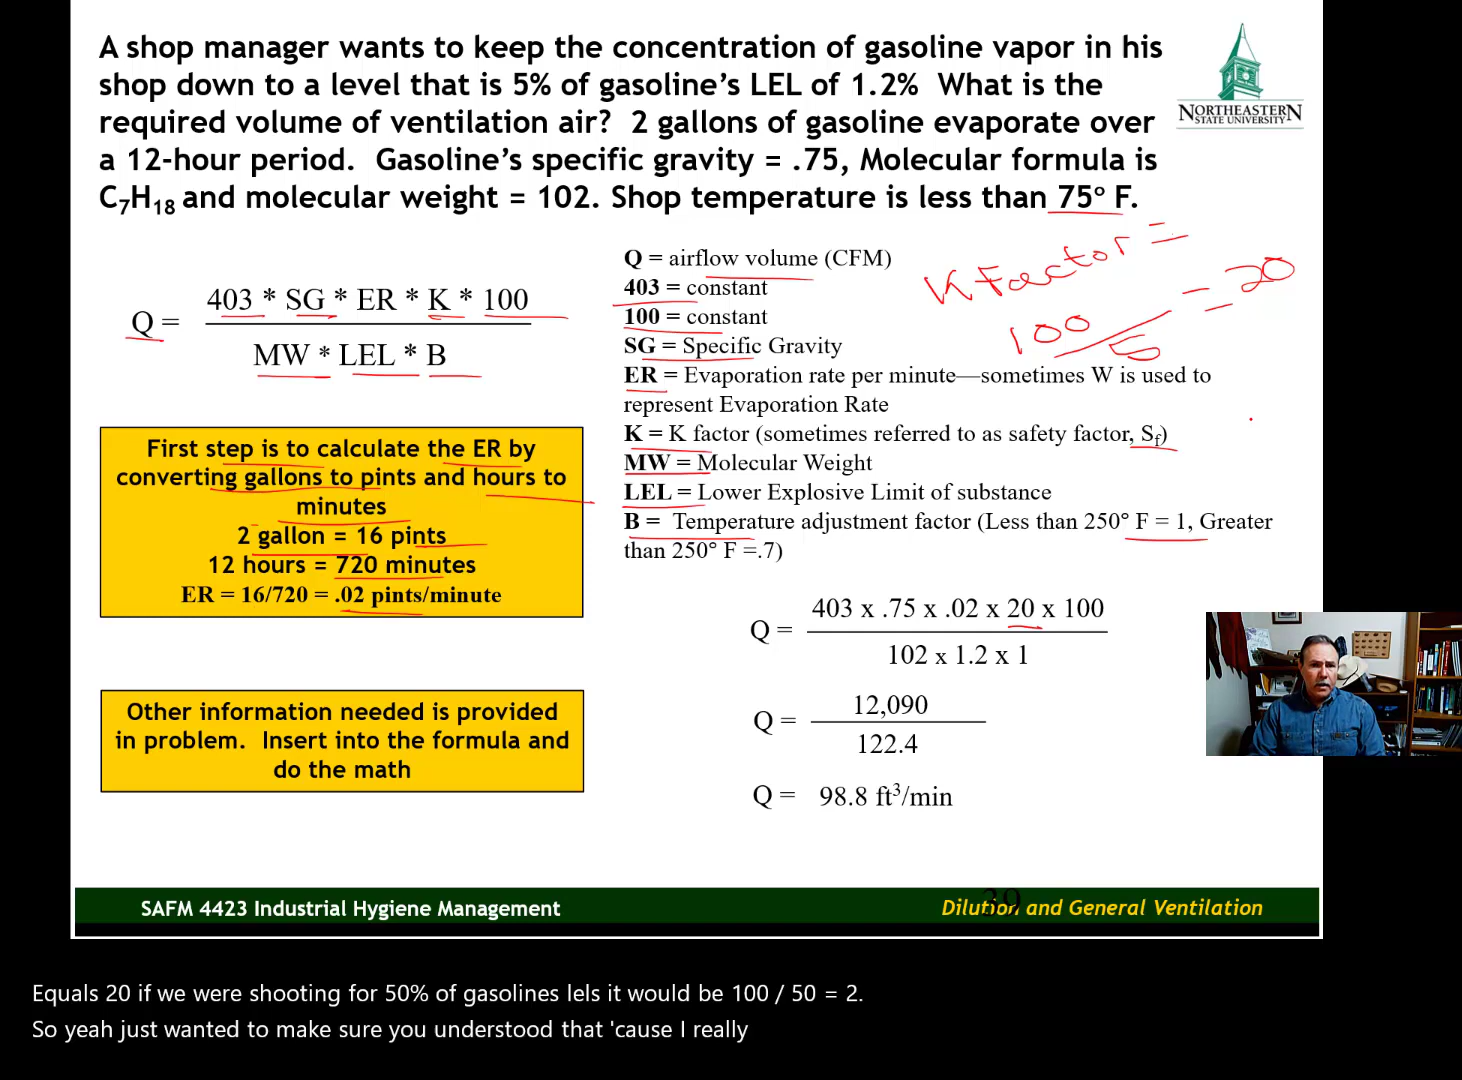 A shop manager wants to keep the concentration of gasoline vapor in his
shop down to a level that is 5% of gasoline’s LEL of 1.2%  What is the
required volume of ventilation air?  2 gallons of gasoline evaporate over
a 12-hour period.  Gasoline’s specific gravity = .75, Molecular formula is
C₇H₁₈ and molecular weight = 102. Shop temperature is less than 75° F.
NORTHEASTERN
STATE UNIVERSITY
Q =
403 * SG * ER * K * 100
MW * LEL * B
Q = airflow volume (CFM)
403 = constant
100 = constant
SG = Specific Gravity
ER = Evaporation rate per minute—sometimes W is used to
represent Evaporation Rate
K = K factor (sometimes referred to as safety factor, Sf)
MW = Molecular Weight
LEL = Lower Explosive Limit of substance
B =  Temperature adjustment factor (Less than 250° F = 1, Greater
than 250° F =.7)
K Factor =
100/5 = 20
First step is to calculate the ER by
converting gallons to pints and hours to
minutes
2 gallon = 16 pints
12 hours = 720 minutes
ER = 16/720 = .02 pints/minute
Other information needed is provided
in problem.  Insert into the formula and
do the math
Q =
403 x .75 x .02 x 20 x 100
102 x 1.2 x 1
Q =
12,090
122.4
Q =   98.8 ft³/min
SAFM 4423 Industrial Hygiene Management
39
Dilution and General Ventilation
Equals 20 if we were shooting for 50% of gasolines lels it would be 100 / 50 = 2.
So yeah just wanted to make sure you understood that 'cause I really